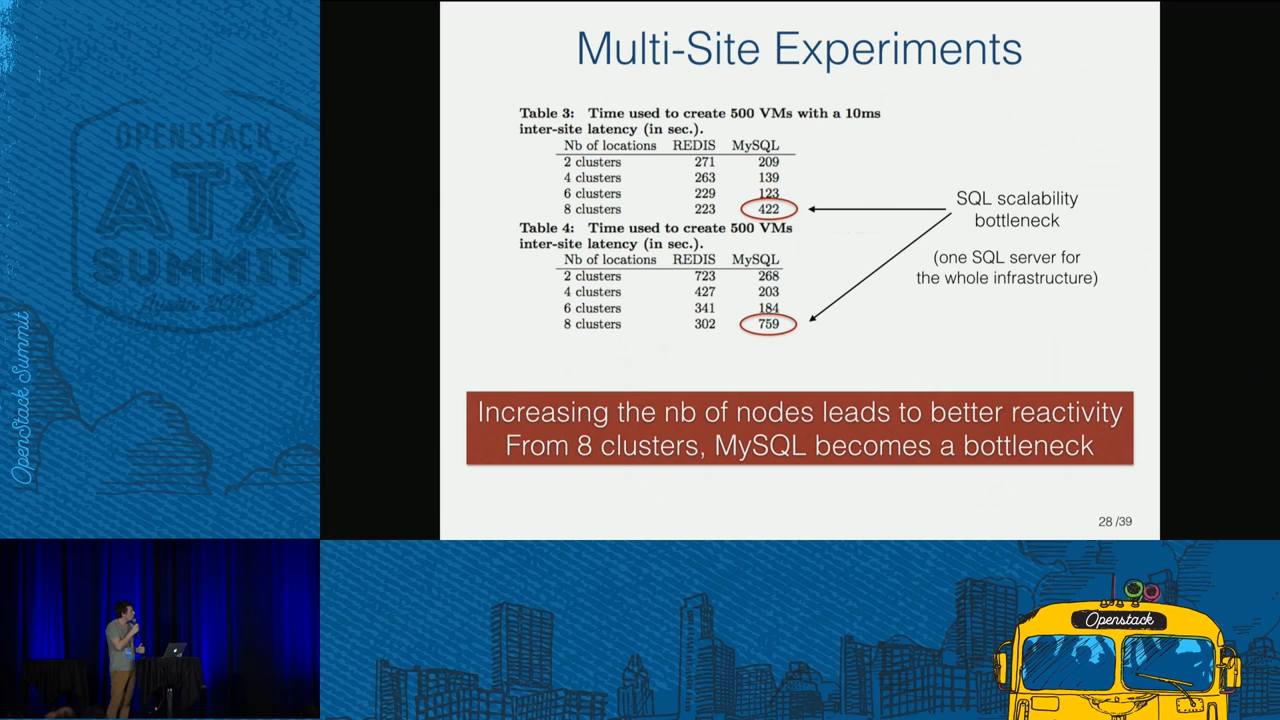 OPENSTACK
ATX
SUMMIT
OpenStack Summit
Multi-Site Experiments
Table 3: Time used to create 500 VMs with a 10ms
inter-site latency (in sec.).
Nb of locations REDIS MySQL
2 clusters 271 209
4 clusters 263 139
6 clusters 229 123
8 clusters 223 422
Table 4: Time used to create 500 VMs
inter-site latency (in sec.).
Nb of locations REDIS MySQL
2 clusters 723 268
4 clusters 427 203
6 clusters 341 184
8 clusters 302 759
SQL scalability
bottleneck
(one SQL server for
the whole infrastructure)
Increasing the nb of nodes leads to better reactivity
From 8 clusters, MySQL becomes a bottleneck
28 /39
Openstack